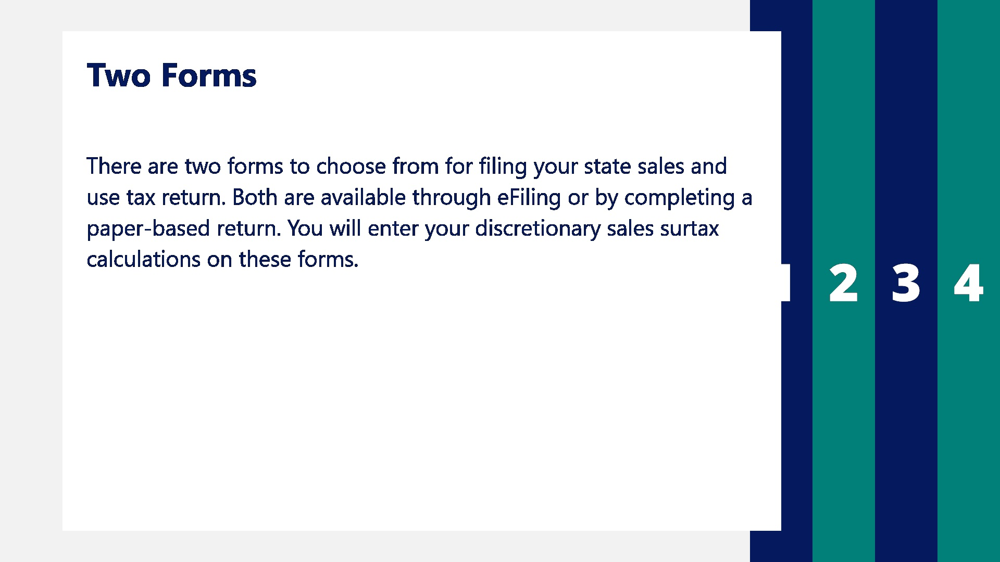 Two Forms
There are two forms to choose from for filing your state sales and
use tax return. Both are available through eFiling or by completing a
paper-based return. You will enter your discretionary sales surtax
calculations on these forms.
1 2 3 4